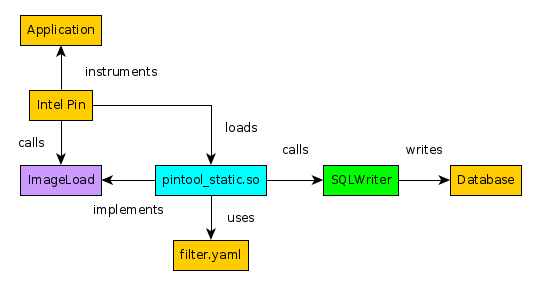 Application
instruments
Intel Pin
loads
calls
calls
writes
ImageLoad
pintool_static.so
SQLWriter
Database
implements
uses
filter.yaml